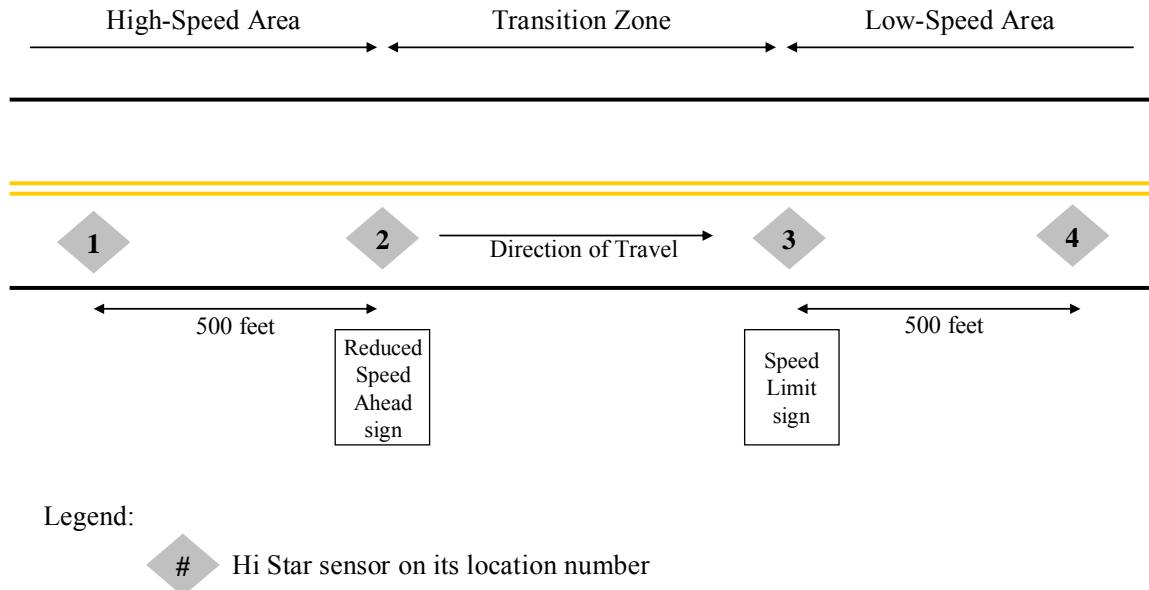 High-Speed Area
Transition Zone
Low-Speed Area
1
2
Direction of Travel
3
4
500 feet
500 feet
Reduced
Speed
Ahead
sign
Speed
Limit
sign
Legend:
# Hi Star sensor on its location number